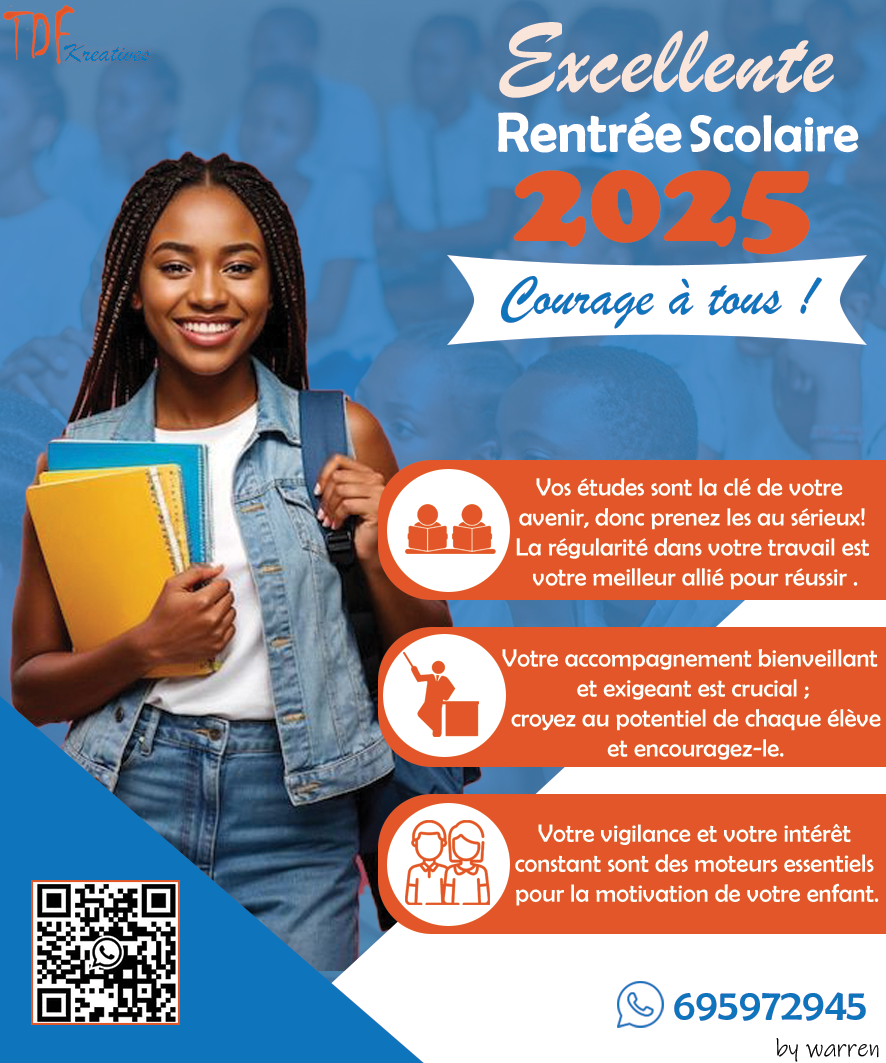 TDF
Kreatives
Excellente
Rentrée Scolaire
2025
Courage à tous !
Vos études sont la clé de votre
avenir, donc prenez les au sérieux!
La régularité dans votre travail est
votre meilleur allié pour réussir .
Votre accompagnement bienveillant
et exigeant est crucial ;
croyez au potentiel de chaque élève
et encouragez-le.
Votre vigilance et votre intérêt
constant sont des moteurs essentiels
pour la motivation de votre enfant.
695972945
by warren